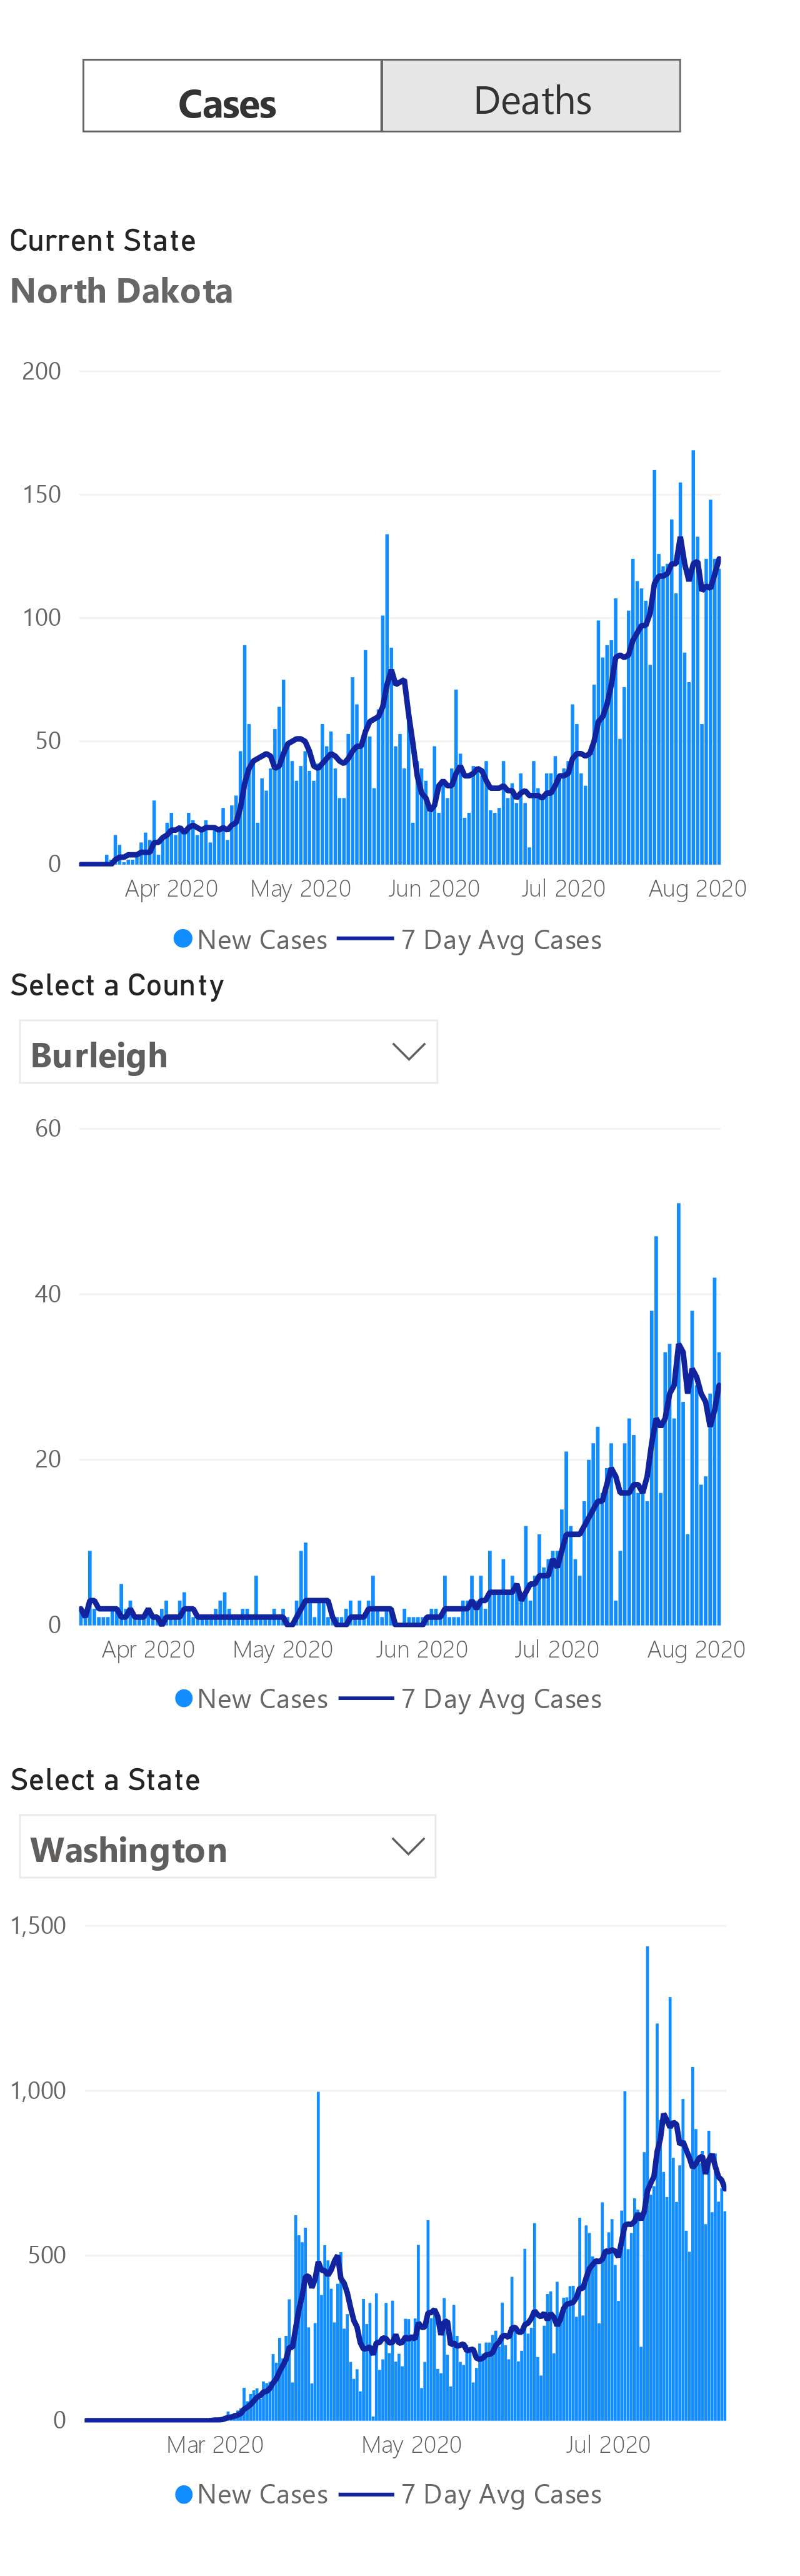 Cases Deaths
Current State
North Dakota
200
150
100
50
0
Apr 2020 May 2020 Jun 2020 Jul 2020 Aug 2020
New Cases 7 Day Avg Cases
Select a County
Burleigh
60
40
20
0
Apr 2020 May 2020 Jun 2020 Jul 2020 Aug 2020
New Cases 7 Day Avg Cases
Select a State
Washington
1,500
1,000
500
0
Mar 2020 May 2020 Jul 2020
New Cases 7 Day Avg Cases